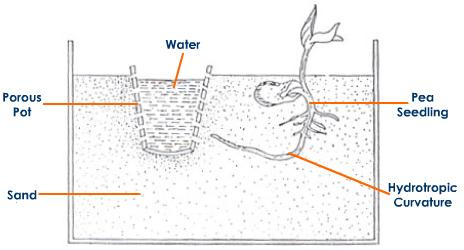 Water
Porous
Pot
Pea
Seedling
Sand
Hydrotropic
Curvature